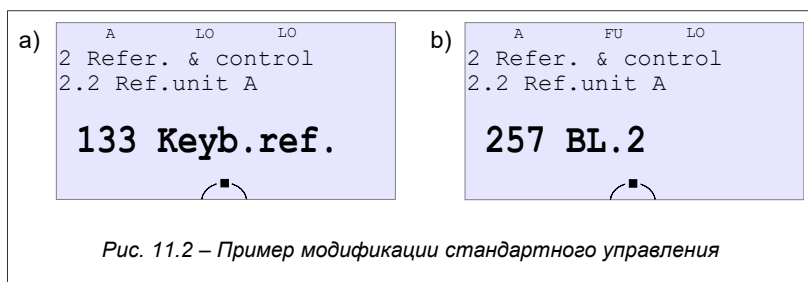 a)
A LO LO
2 Refer. & control
2.2 Ref.unit A
133 Keyb.ref.
b)
A FU LO
2 Refer. & control
2.2 Ref.unit A
257 BL.2
Рис. 11.2 – Пример модификации стандартного управления